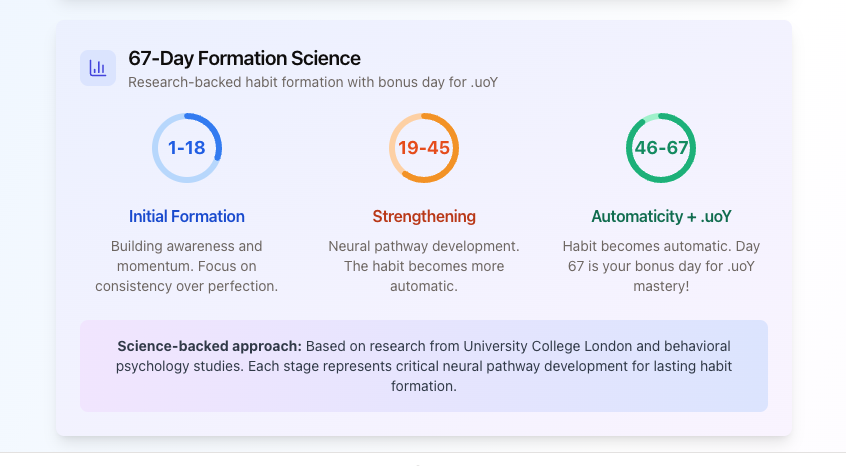 67-Day Formation Science
Research-backed habit formation with bonus day for .uoY
1-18
19-45
46-67
Initial Formation
Strengthening
Automaticity + .uoY
Building awareness and
momentum. Focus on
consistency over perfection.
Neural pathway development.
The habit becomes more
automatic.
Habit becomes automatic. Day
67 is your bonus day for .uoY
mastery!
Science-backed approach: Based on research from University College London and behavioral
psychology studies. Each stage represents critical neural pathway development for lasting habit
formation.